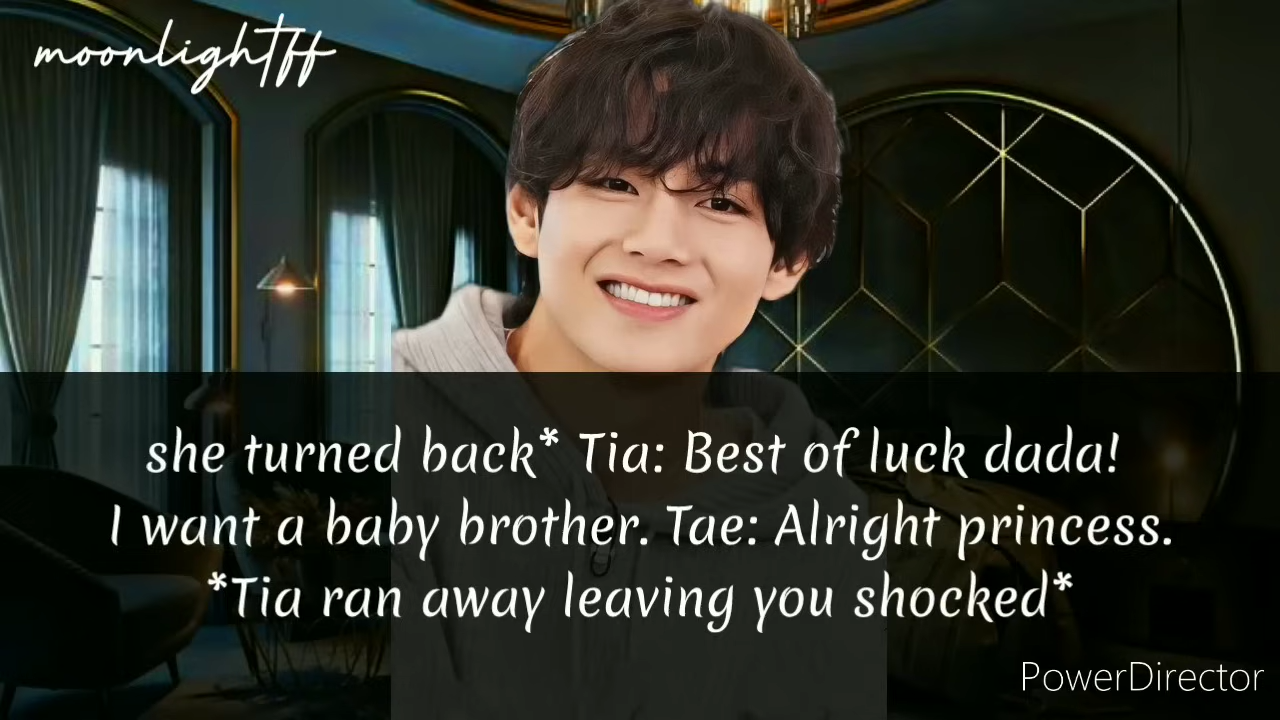 moonlightff
she turned back* Tia: Best of luck dada!
I want a baby brother. Tae: Alright princess.
*Tia ran away leaving you shocked*
PowerDirector